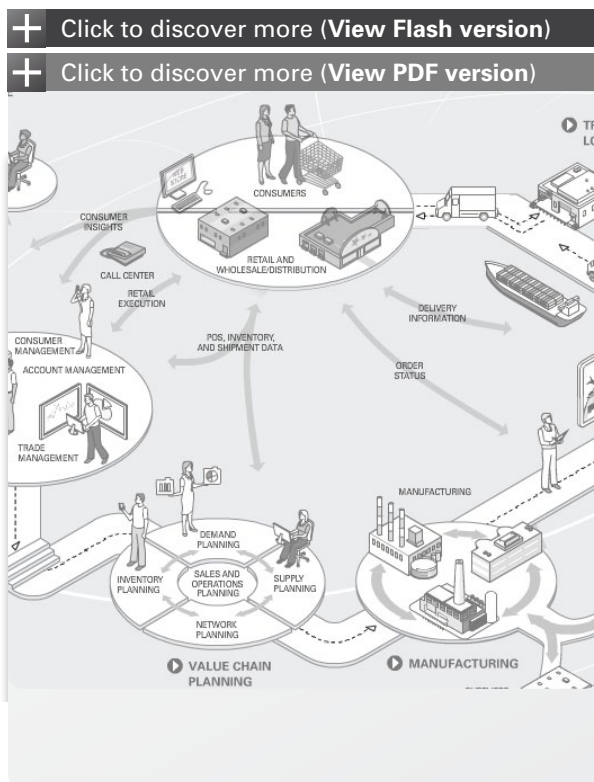 Click to discover more (View Flash version)
Click to discover more (View PDF version)
WEB
STORE
CONSUMERS
RETAIL AND
WHOLESALE/DISTRIBUTION
CONSUMER
INSIGHTS
CALL CENTER
RETAIL
EXECUTION
CONSUMER
MANAGEMENT
ACCOUNT MANAGEMENT
TRADE
MANAGEMENT
POS, INVENTORY,
AND SHIPMENT DATA
DELIVERY
INFORMATION
ORDER
STATUS
MANUFACTURING
DEMAND
PLANNING
INVENTORY
PLANNING
SALES AND
OPERATIONS
PLANNING
SUPPLY
PLANNING
NETWORK
PLANNING
VALUE CHAIN
PLANNING
MANUFACTURING